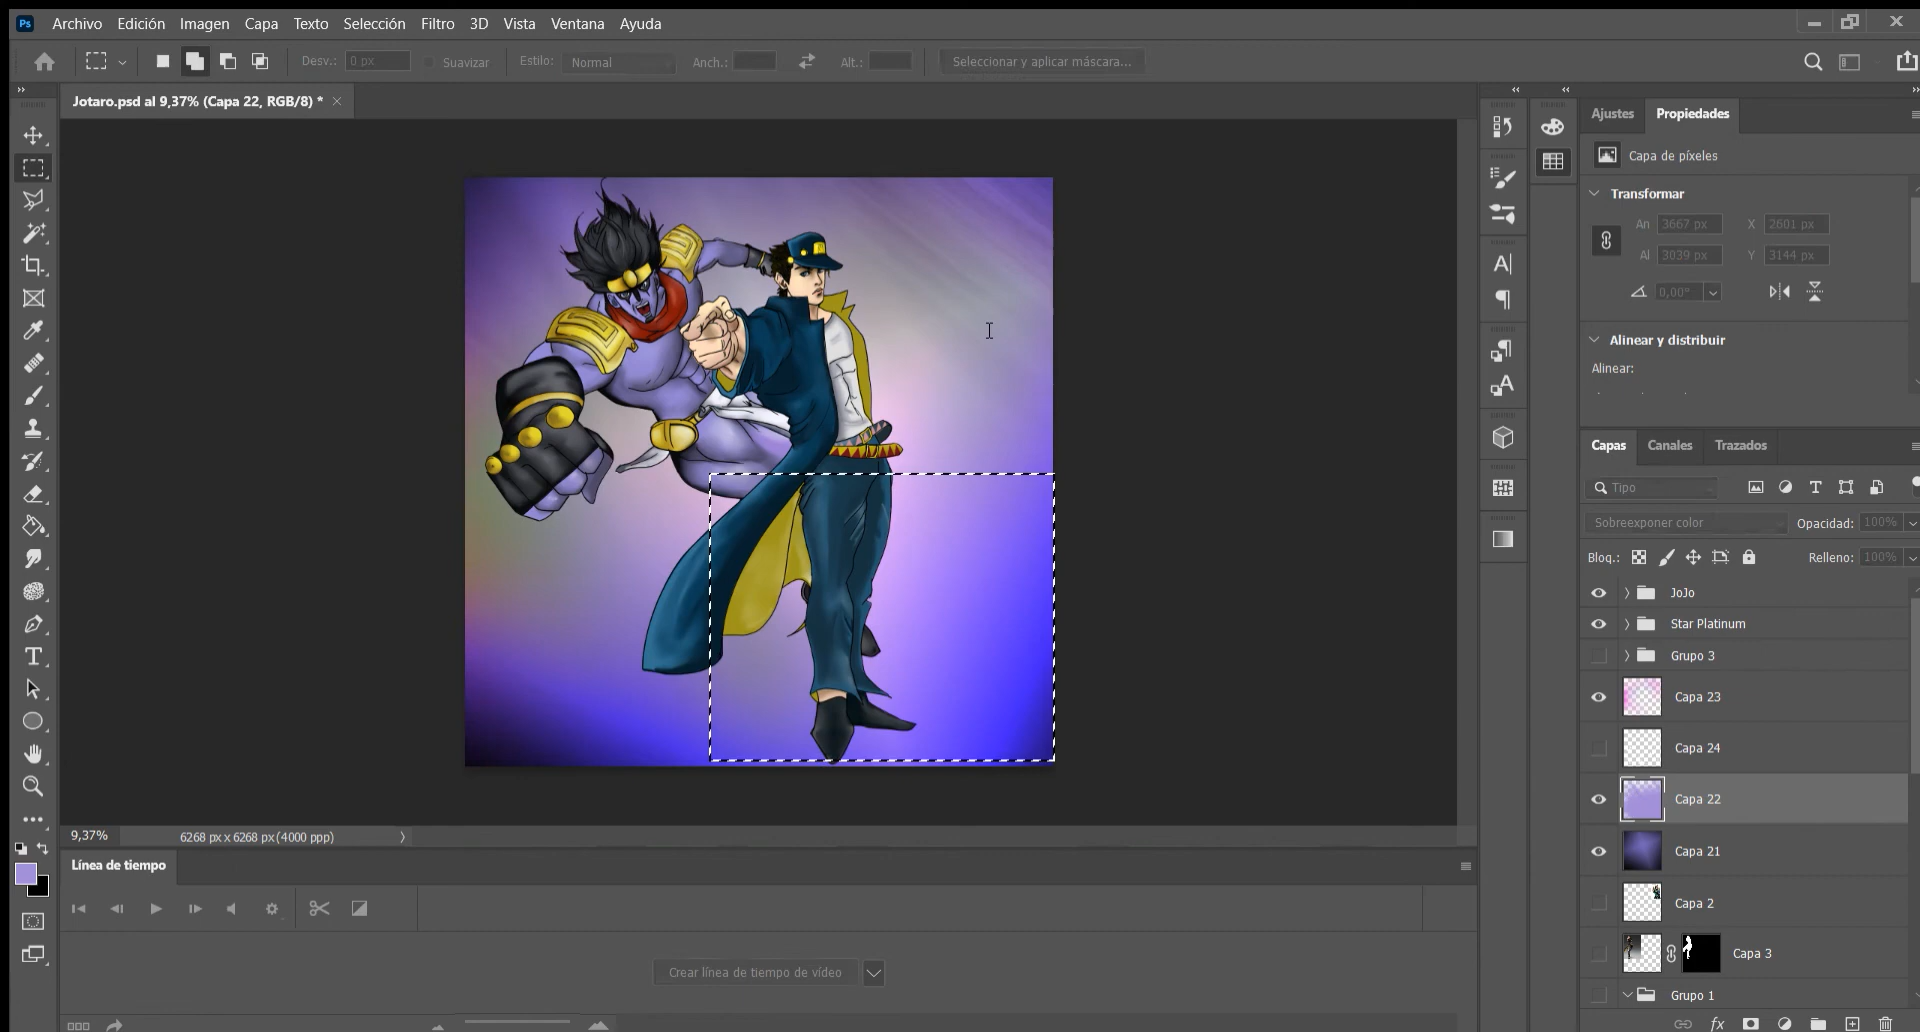 Ps Archivo Edición Imagen Capa Texto Selección Filtro 3D Vista Ventana Ayuda
Desv.: 0 px Suavizar Estilo: Normal Anch.: Alt.: Seleccionar y aplicar máscara...
Jotaro.psd al 9,37% (Capa 22, RGB/8) *
Ajustes Propiedades
Capa de píxeles
Transformar
An 3667 px X 2601 px
Al 3039 px Y 3144 px
0,00°
Alinear y distribuir
Alinear:
Capas Canales Trazados
Tipo
Sobreexponer color Opacidad: 100%
Bloq.: Relleno: 100%
JoJo
Star Platinum
Grupo 3
Capa 23
Capa 24
Capa 22
Capa 21
Capa 2
Capa 3
Grupo 1
fx
9,37% 6268 px x 6268 px (4000 ppp)
Línea de tiempo
Crear línea de tiempo de vídeo